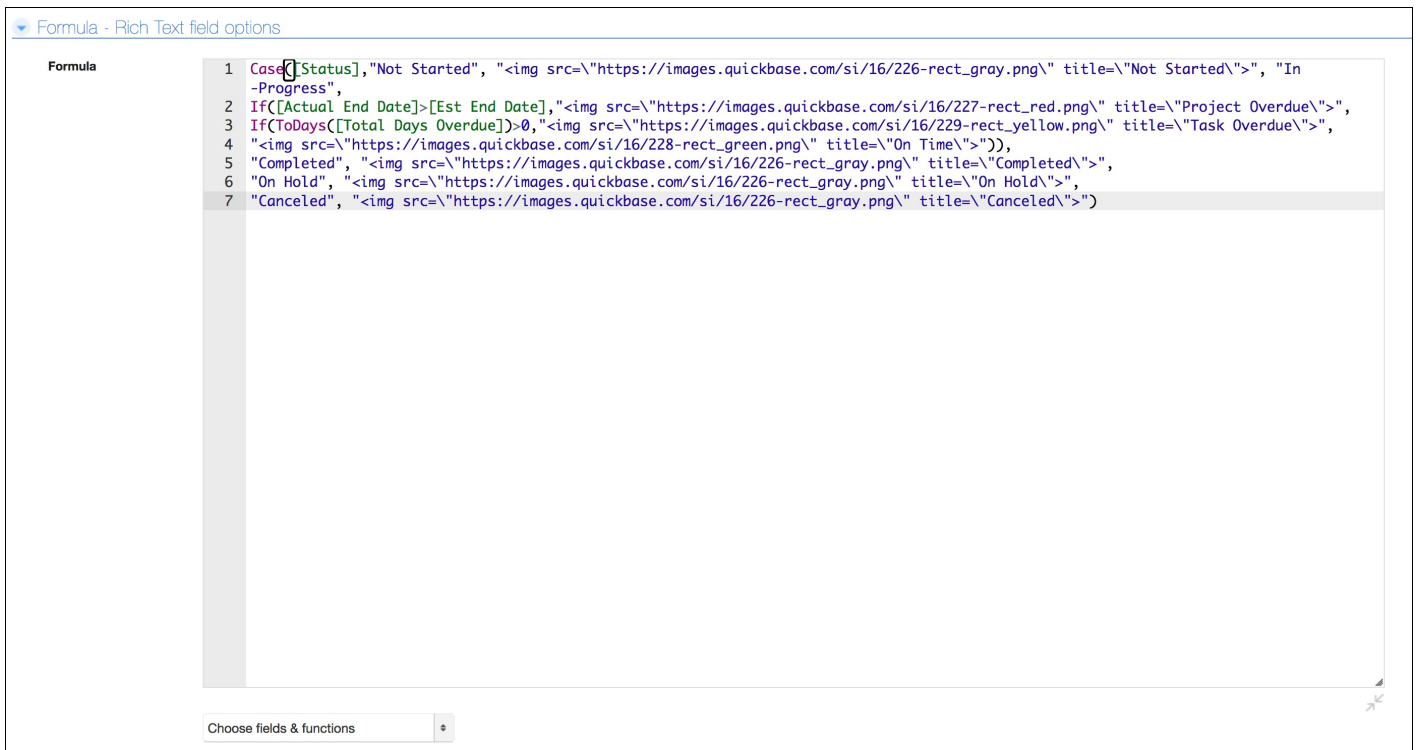 Formula - Rich Text field options
Formula
1 Case([Status],"Not Started", "<img src=\"https://images.quickbase.com/si/16/226-rect_gray.png\" title=\"Not Started\">", "In
-Progress",
2 If([Actual End Date]>[Est End Date],"<img src=\"https://images.quickbase.com/si/16/227-rect_red.png\" title=\"Project Overdue\">",
3 If(ToDays([Total Days Overdue])>0,"<img src=\"https://images.quickbase.com/si/16/229-rect_yellow.png\" title=\"Task Overdue\">",
4 "<img src=\"https://images.quickbase.com/si/16/228-rect_green.png\" title=\"On Time\">")),
5 "Completed", "<img src=\"https://images.quickbase.com/si/16/226-rect_gray.png\" title=\"Completed\">",
6 "On Hold", "<img src=\"https://images.quickbase.com/si/16/226-rect_gray.png\" title=\"On Hold\">",
7 "Canceled", "<img src=\"https://images.quickbase.com/si/16/226-rect_gray.png\" title=\"Canceled\">")
Choose fields & functions